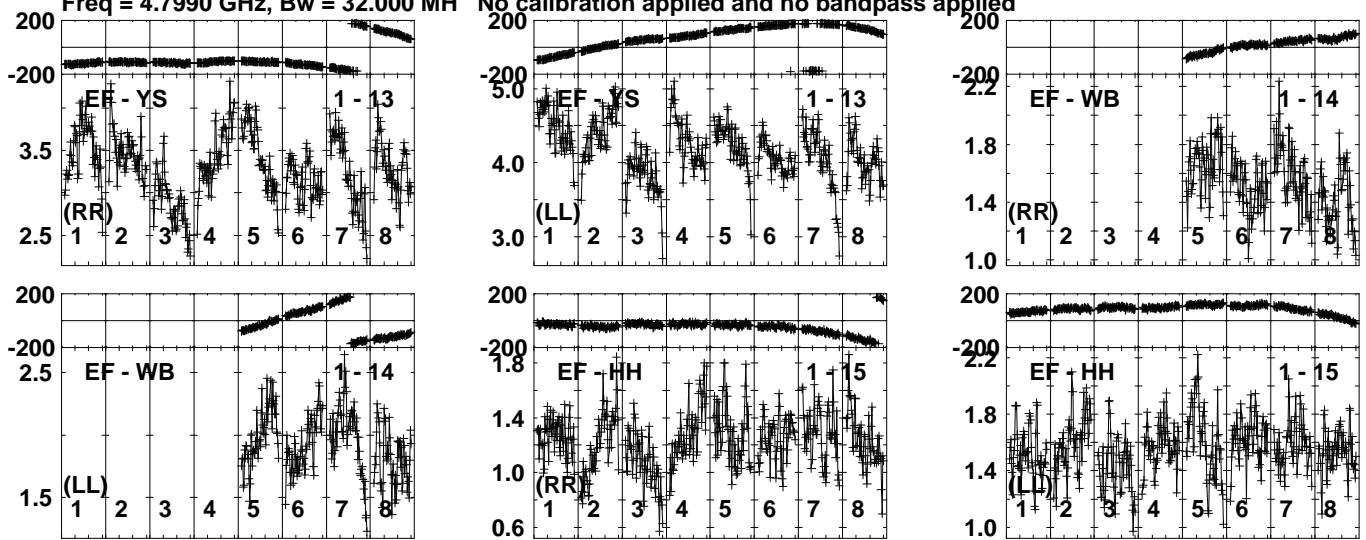 Freq = 4.7990 GHz, Bw = 32.000 MH No calibration applied and no bandpass applied
200
-200
EF - YS 1 - 13
3.5
2.5
(RR)
1 2 3 4 5 6 7 8
200
-200
5.0
EF - YS 1 - 13
4.0
3.0
(LL)
1 2 3 4 5 6 7 8
200
-200
2.2
EF - WB 1 - 14
1.8
1.4
1.0
(RR)
1 2 3 4 5 6 7 8
200
-200
EF - WB 1 - 14
2.5
1.5
(LL)
1 2 3 4 5 6 7 8
200
-200
1.8
EF - HH 1 - 15
1.4
1.0
0.6
(RR)
1 2 3 4 5 6 7 8
200
-200
2.2
EF - HH 1 - 15
1.8
1.4
1.0
(LL)
1 2 3 4 5 6 7 8